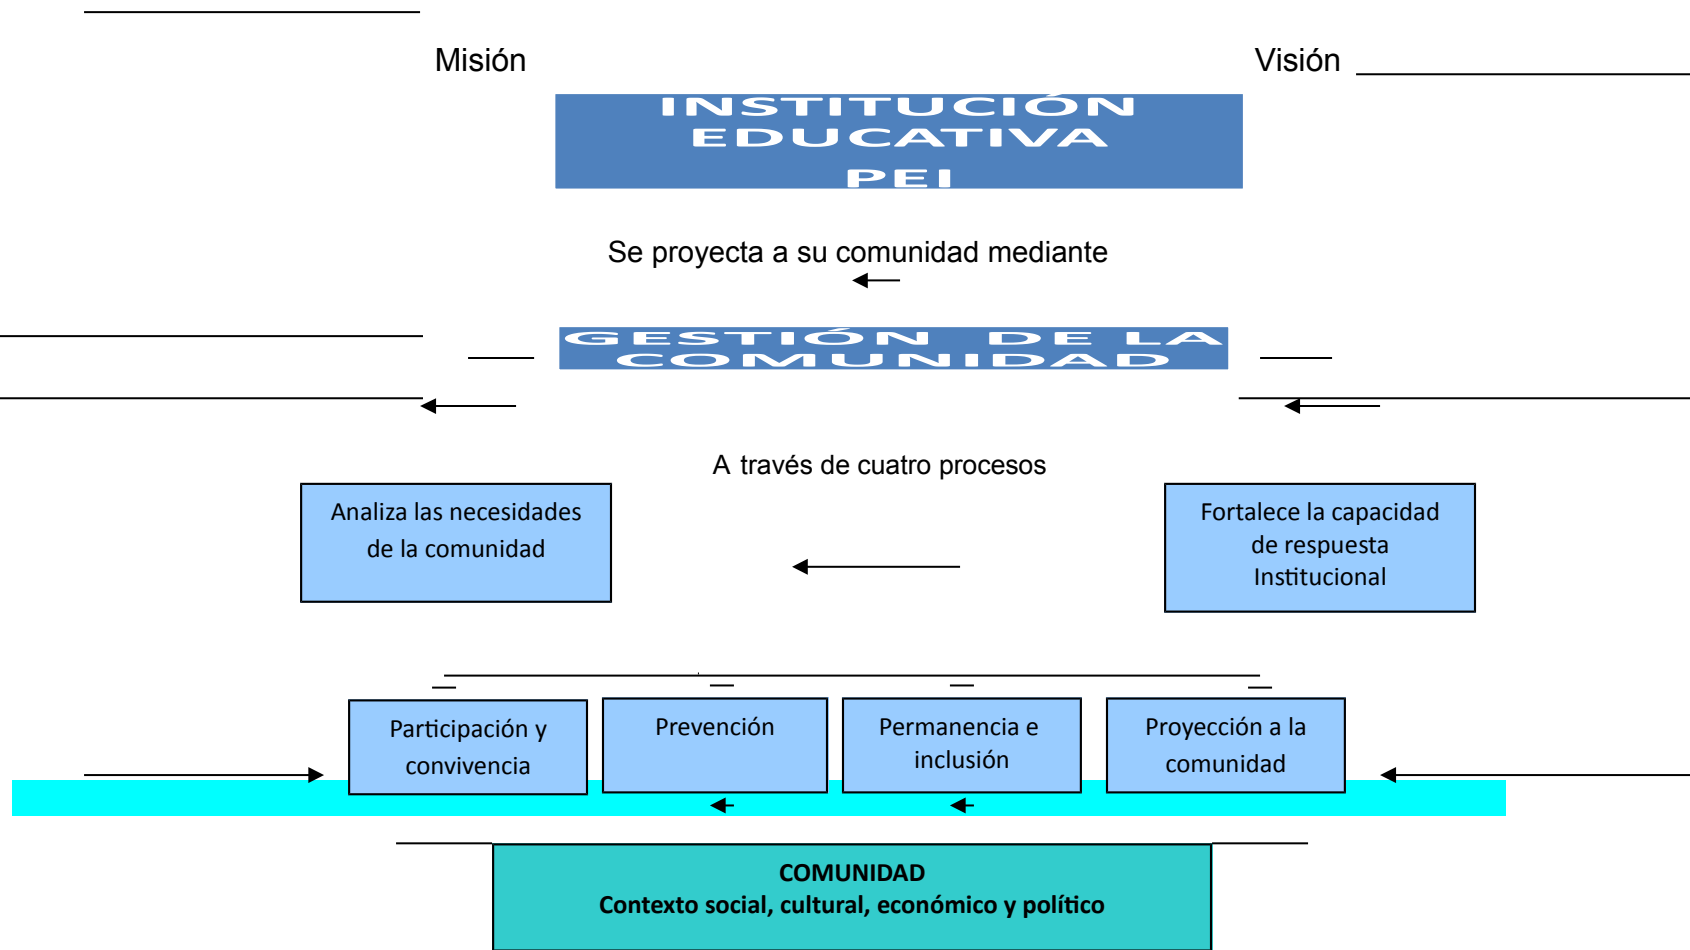 Misión
Visión
INSTITUCIÓN
EDUCATIVA
PEI
Se proyecta a su comunidad mediante
GESTIÓN DE LA
COMUNIDAD
A través de cuatro procesos
Analiza las necesidades
de la comunidad
Fortalece la capacidad
de respuesta
Institucional
Participación y
convivencia
Prevención
Permanencia e
inclusión
Proyección a la
comunidad
COMUNIDAD
Contexto social, cultural, económico y político